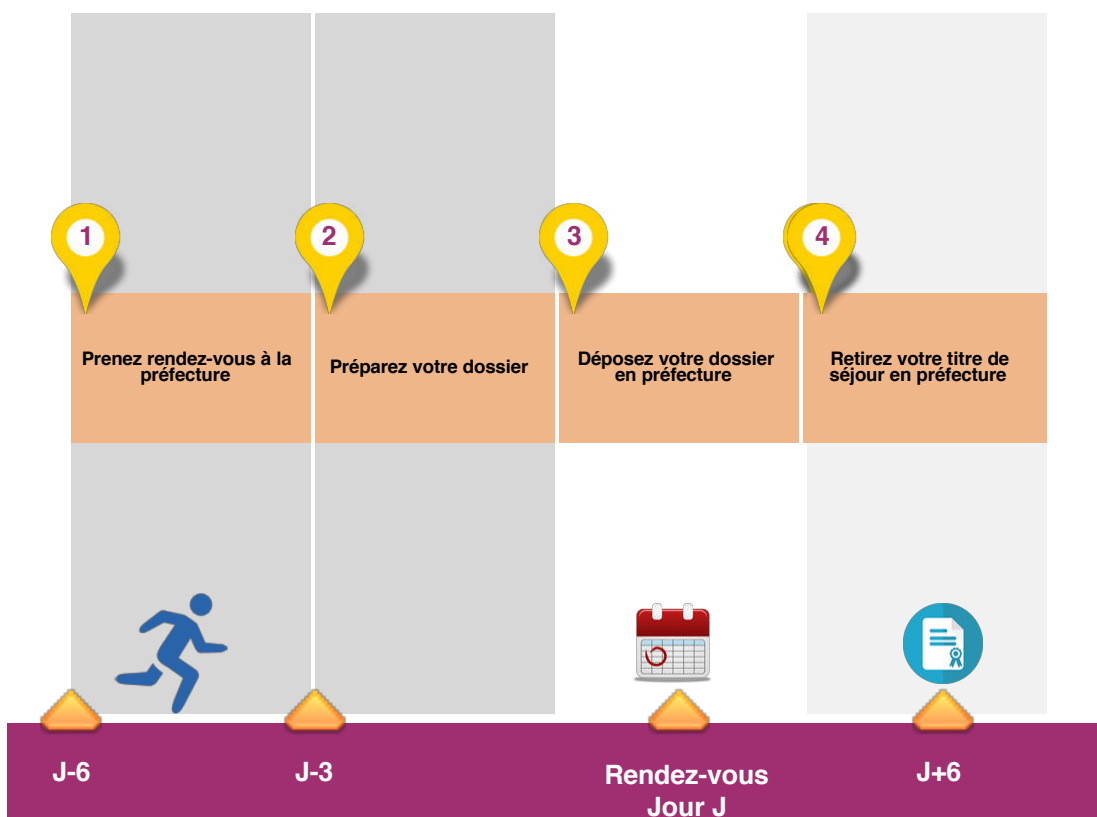 1
2
3
4
Prenez rendez-vous à la
préfecture
Préparez votre dossier
Déposez votre dossier
en préfecture
Retirez votre titre de
séjour en préfecture
J-6
J-3
Rendez-vous
Jour J
J+6